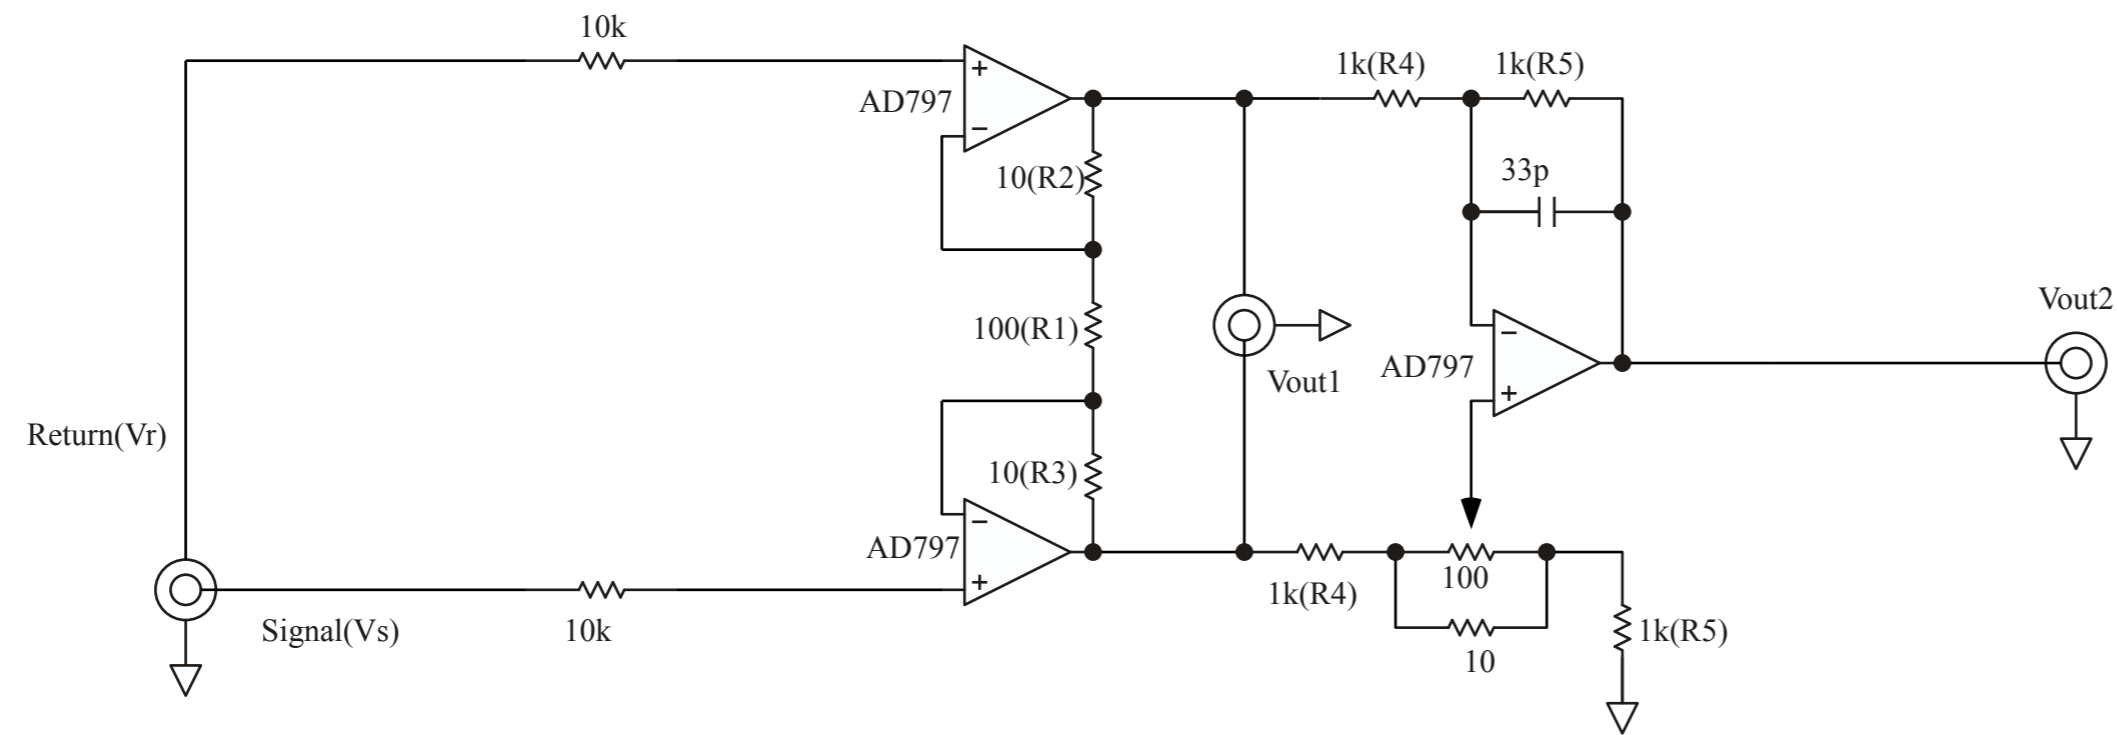 10k
1k(R4)
1k(R5)
+
AD797
−
33p
10(R2)
Vout2
100(R1)
−
AD797
Vout1
+
Return(Vr)
10(R3)
−
AD797
+
100
1k(R4)
Signal(Vs)
10k
1k(R5)
10